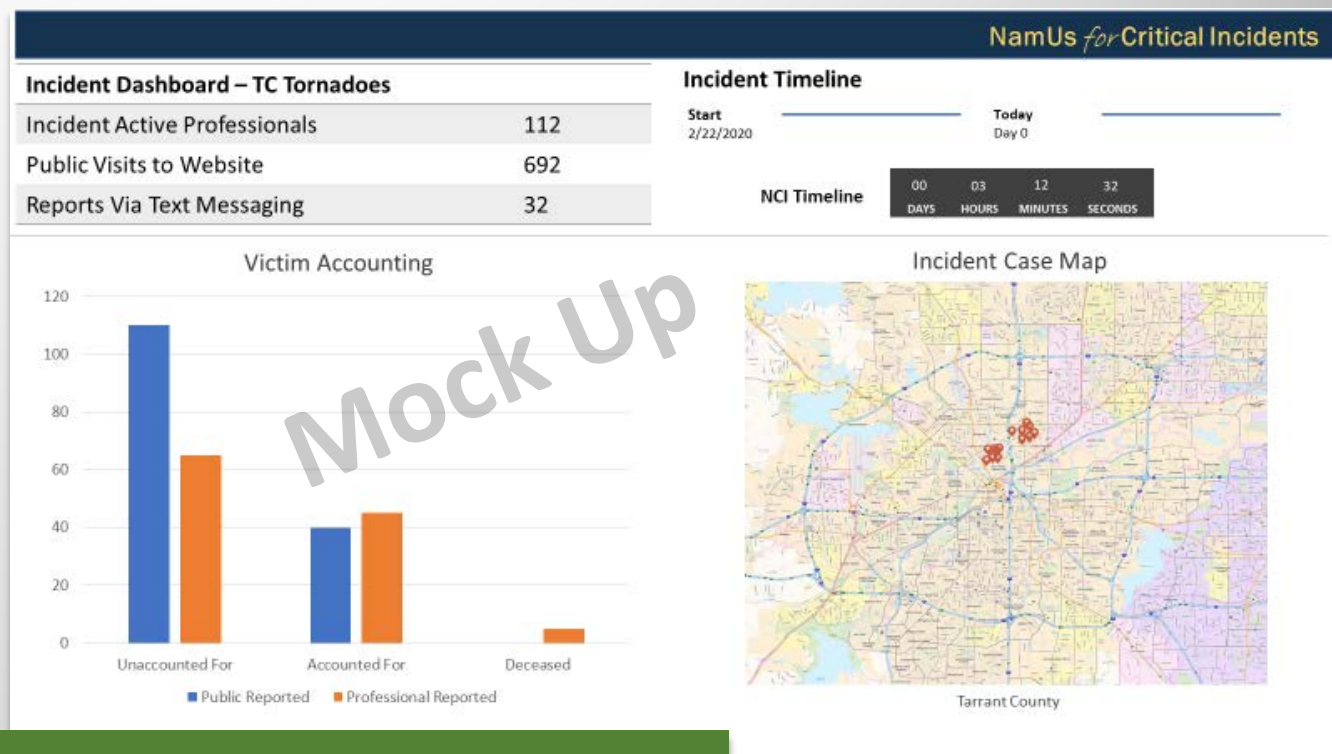 NamUs for Critical Incidents
Incident Dashboard – TC Tornadoes
Incident Active Professionals 112
Public Visits to Website 692
Reports Via Text Messaging 32
Incident Timeline
Start Today
2/22/2020 Day 0
NCI Timeline
00 03 12 32
DAYS HOURS MINUTES SECONDS
Victim Accounting
120
100
80
60
40
20
0
Unaccounted For Accounted For Deceased
Public Reported Professional Reported
Mock Up
Incident Case Map
Tarrant County